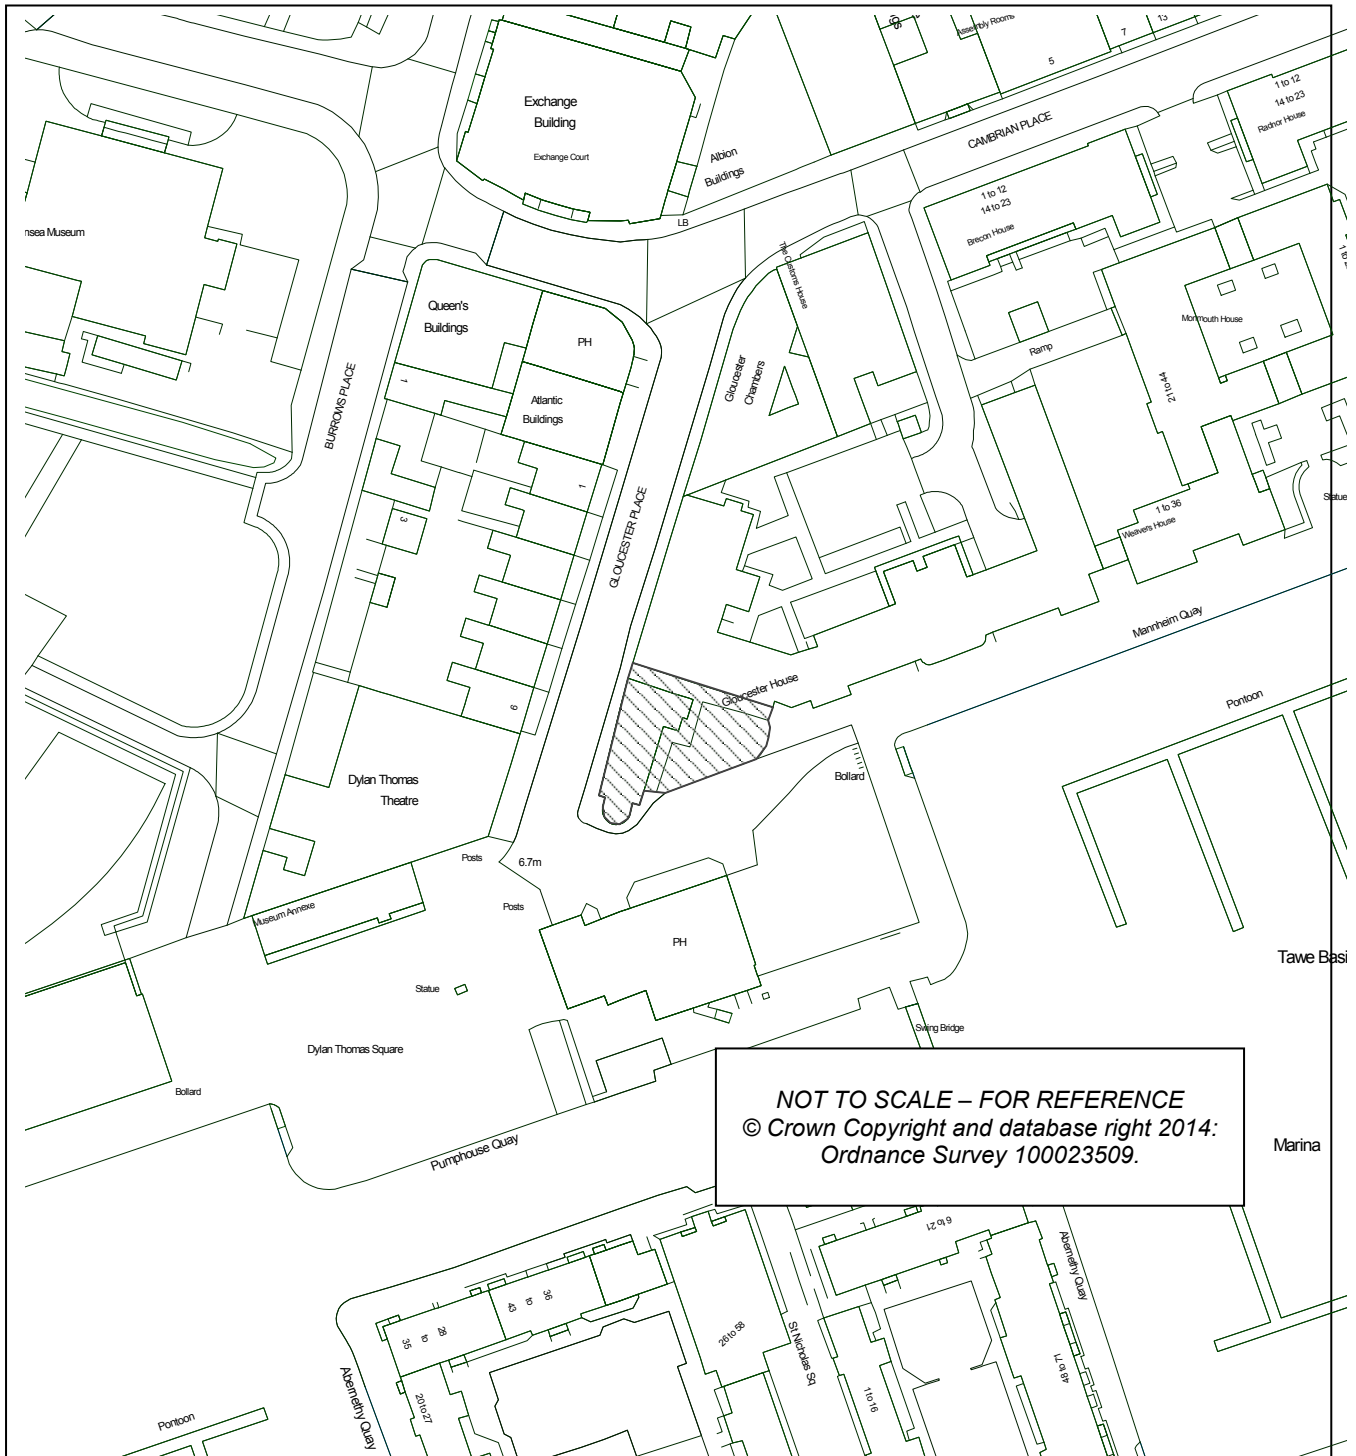 Assembly Rooms
5
7
13
Exchange
Building
Exchange Court
Albion
Buildings
LB
CAMBRIAN PLACE
1 to 12
14 to 23
Radnor House
1 to 12
14 to 23
Brecon House
The Customs House
nsea Museum
Queen's
Buildings
PH
Atlantic
Buildings
1
1
3
9
BURROWS PLACE
GLOUCESTER PLACE
Gloucester
Chambers
Ramp
Monmouth House
21 to 44
1 to 36
Weavers House
Statue
Mannheim Quay
Pontoon
Gloucester House
Bollard
Dylan Thomas
Theatre
Posts
6.7m
Posts
Museum Annexe
PH
Statue
Dylan Thomas Square
Bollard
Swing Bridge
Tawe Basi
Pumphouse Quay
NOT TO SCALE – FOR REFERENCE
© Crown Copyright and database right 2014:
Ordnance Survey 100023509.
Marina
6 to 21
Abernethy Quay
43 to 36
35 to 28
26 to 58
St Nicholas Sq
48 to 71
1 to 16
20 to 27
Abernethy Quay
Pontoon